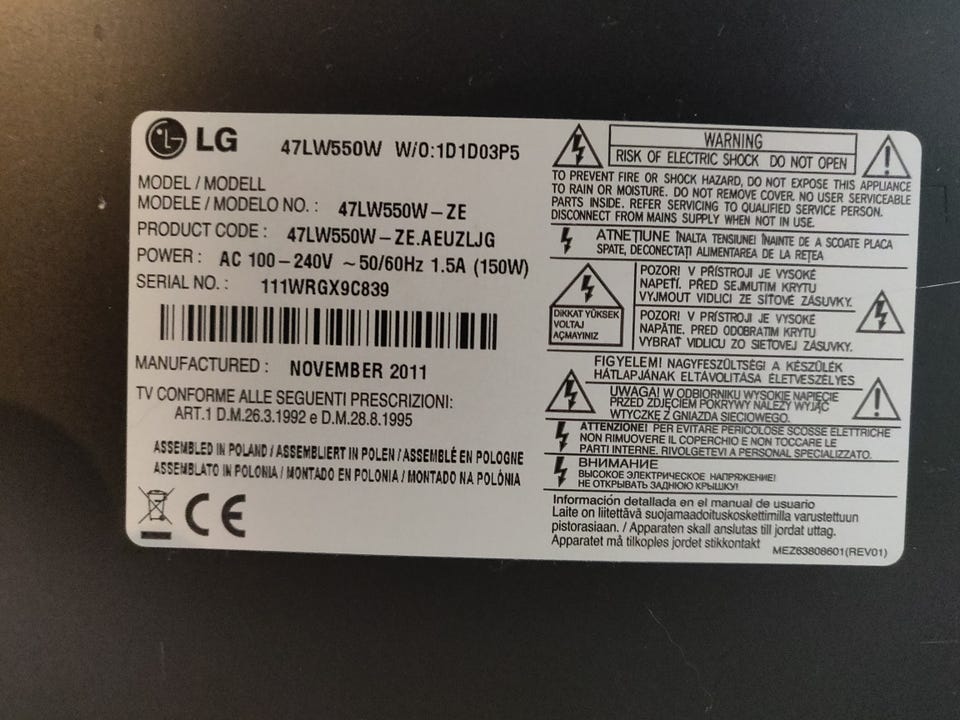 LG 47LW550W W/O:1D1D03P5
MODEL / MODELL
MODELE / MODELO NO. : 47LW550W-ZE
PRODUCT CODE : 47LW550W-ZE.AEUZLJG
POWER : AC 100-240V ~50/60Hz 1.5A (150W)
SERIAL NO. : 111WRGX9C839
MANUFACTURED : NOVEMBER 2011
TV CONFORME ALLE SEGUENTI PRESCRIZIONI:
ART.1 D.M.26.3.1992 e D.M.28.8.1995
ASSEMBLED IN POLAND / ASSEMBLIERT IN POLEN / ASSEMBLÉ EN POLOGNE
ASSEMBLATO IN POLONIA / MONTADO EN POLONIA / MONTADO NA POLÔNIA
CE
WARNING
RISK OF ELECTRIC SHOCK DO NOT OPEN
TO PREVENT FIRE OR SHOCK HAZARD, DO NOT EXPOSE THIS APPLIANCE
TO RAIN OR MOISTURE. DO NOT REMOVE COVER. NO USER SERVICEABLE
PARTS INSIDE. REFER SERVICING TO QUALIFIED SERVICE PERSON.
DISCONNECT FROM MAINS SUPPLY WHEN NOT IN USE.
ATNEŢIUNE ÎNALTA TENSIUNE! ÎNAINTE DE A SCOATE PLACA
SPATE, DECONECTAŢI ALIMENTAREA DE LA REŢEA
DIKKAT YÜKSEK
VOLTAJ
AÇMAYINIZ
POZOR! V PŘÍSTROJI JE VYSOKÉ
NAPETÍ. PŘED SEJMUTIM KRYTU
VYJMOUT VIDLICI ZE SÍŤOVÉ ZÁSUVKY.
POZOR! V PRÍSTROJI JE VYSOKÉ
NAPÄTIE. PRED ODOBRATIM KRYTU
VYBRAŤ VIDLICU ZO SIEŤOVEJ ZÁSUVKY.
FIGYELEM! NAGYFESZÜLTSÉG! A KÉSZÜLÉK
HÁTLAPJÁNAK ELTÁVOLITÁSA ÉLETVESZÉLYES
UWAGA! W ODBIORNIKU WYSOKIE NAPIĘCIE
PRZED ZDJĘCIEM POKRYWY NALEŻY WYJĄĆ
WTYCZKĘ Z GNIAZDA SIECIOWEGO.
ATTENZIONE! PER EVITARE PERICOLOSE SCOSSE ELETTRICHE
NON RIMUOVERE IL COPERCHIO E NON TOCCARE LE
PARTI INTERNE. RIVOLGETEVI A PERSONAL SPECIALIZZATO.
ВНИМАНИЕ
ВЫСОКОЕ ЭЛЕКТРИЧЕСКОЕ НАПРЯЖЕНИЕ!
НЕ ОТКРЫВАТЬ ЗАДНЮЮ КРЫШКУ!
Información detallada en el manual de usuario
Laite on liitettävä suojamaadoituskoskettimilla varustettuun
pistorasiaan. / Apparaten skall anslutas till jordat uttag.
Apparatet må tilkoples jordet stikkontakt
MEZ63808601(REV01)